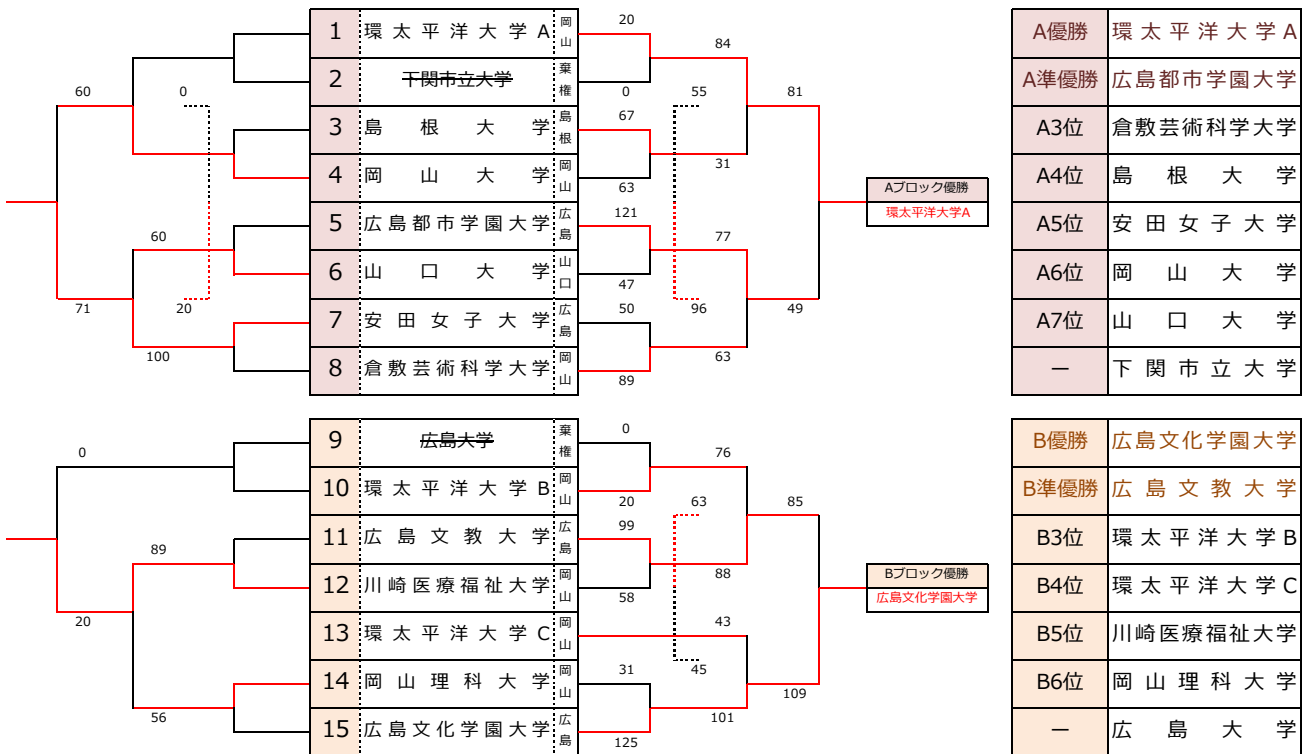 1 環太平洋大学A 岡山 20 A優勝 環太平洋大学A
84
2 下関市立大学 棄権 0 A準優勝 広島都市学園大学
60 0 55 81
3 島根大学 島根 67 A3位 倉敷芸術科学大学
31
4 岡山大学 岡山 63 A4位 島根大学
Aブロック優勝
環太平洋大学A
5 広島都市学園大学 広島 121 A5位 安田女子大学
60 77
6 山口大学 山口 47 A6位 岡山大学
71 20 96 49
7 安田女子大学 広島 50 A7位 山口大学
100 63
8 倉敷芸術科学大学 岡山 89 ー 下関市立大学
9 広島大学 棄権 0 B優勝 広島文化学園大学
0 76
10 環太平洋大学B 岡山 20 B準優勝 広島文教大学
63 85
11 広島文教大学 広島 99 B3位 環太平洋大学B
89 88
Bブロック優勝
広島文化学園大学
12 川崎医療福祉大学 岡山 58 B4位 環太平洋大学C
20 43
13 環太平洋大学C 岡山 B5位 川崎医療福祉大学
45
14 岡山理科大学 岡山 31 B6位 岡山理科大学
109
56 101
15 広島文化学園大学 広島 125 ー 広島大学